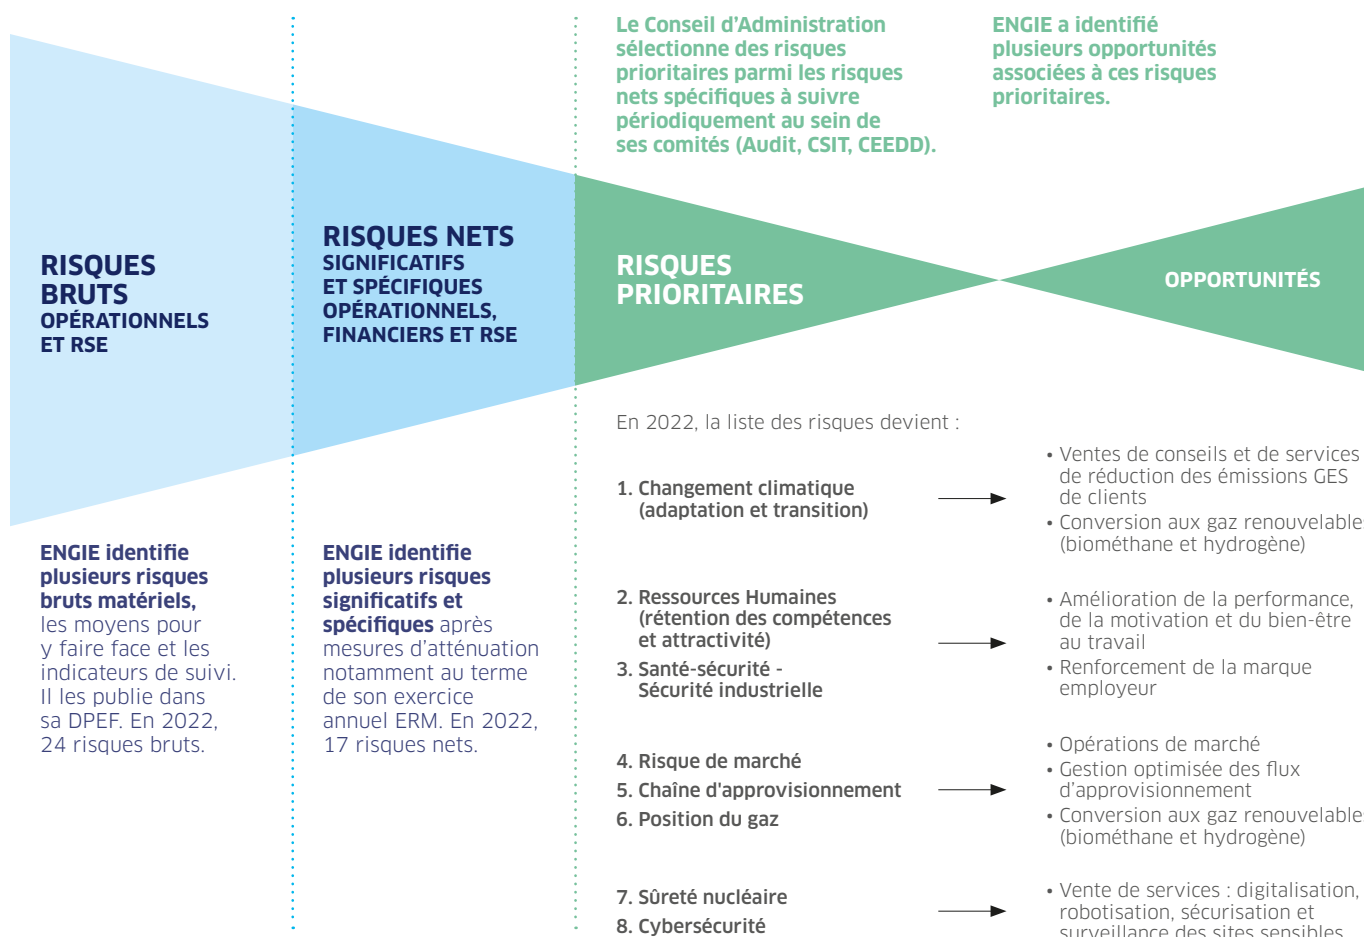 Le Conseil d’Administration
sélectionne des risques
prioritaires parmi les risques
nets spécifiques à suivre
périodiquement au sein de
ses comités (Audit, CSIT, CEEDD).
ENGIE a identifié
plusieurs opportunités
associées à ces risques
prioritaires.
RISQUES
BRUTS
OPÉRATIONNELS
ET RSE
RISQUES NETS
SIGNIFICATIFS
ET SPÉCIFIQUES
OPÉRATIONNELS,
FINANCIERS ET RSE
RISQUES
PRIORITAIRES
OPPORTUNITÉS
ENGIE identifie
plusieurs risques
bruts matériels,
les moyens pour
y faire face et les
indicateurs de suivi.
Il les publie dans
sa DPEF. En 2022,
24 risques bruts.
ENGIE identifie
plusieurs risques
significatifs et
spécifiques après
mesures d’atténuation
notamment au terme
de son exercice
annuel ERM. En 2022,
17 risques nets.
En 2022, la liste des risques devient :
1. Changement climatique
(adaptation et transition)
• Ventes de conseils et de services
de réduction des émissions GES
de clients
• Conversion aux gaz renouvelables
(biométhane et hydrogène)
2. Ressources Humaines
(rétention des compétences
et attractivité)
3. Santé-sécurité -
Sécurité industrielle
• Amélioration de la performance,
de la motivation et du bien-être
au travail
• Renforcement de la marque
employeur
4. Risque de marché
5. Chaîne d'approvisionnement
6. Position du gaz
• Opérations de marché
• Gestion optimisée des flux
d’approvisionnement
• Conversion aux gaz renouvelables
(biométhane et hydrogène)
7. Sûreté nucléaire
8. Cybersécurité
• Vente de services : digitalisation,
robotisation, sécurisation et
surveillance des sites sensibles